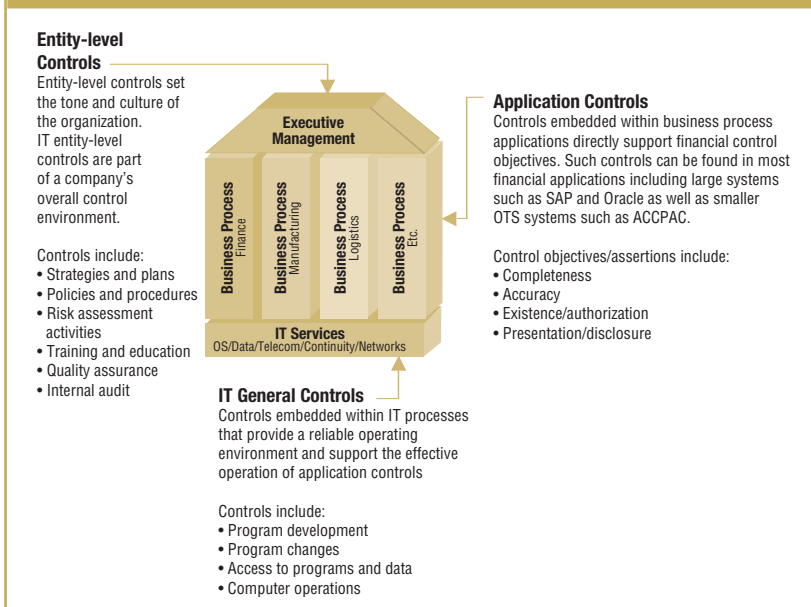 Entity-level
Controls
Entity-level controls set
the tone and culture of
the organization.
IT entity-level
controls are part
of a company's
overall control
environment.
Controls include:
• Strategies and plans
• Policies and procedures
• Risk assessment
activities
• Training and education
• Quality assurance
• Internal audit
Executive
Management
Business Process
Finance
Business Process
Manufacturing
Business Process
Logistics
Business Process
Etc.
IT Services
OS/Data/Telecom/Continuity/Networks
Application Controls
Controls embedded within business process
applications directly support financial control
objectives. Such controls can be found in most
financial applications including large systems
such as SAP and Oracle as well as smaller
OTS systems such as ACCPAC.
Control objectives/assertions include:
• Completeness
• Accuracy
• Existence/authorization
• Presentation/disclosure
IT General Controls
Controls embedded within IT processes
that provide a reliable operating
environment and support the effective
operation of application controls
Controls include:
• Program development
• Program changes
• Access to programs and data
• Computer operations